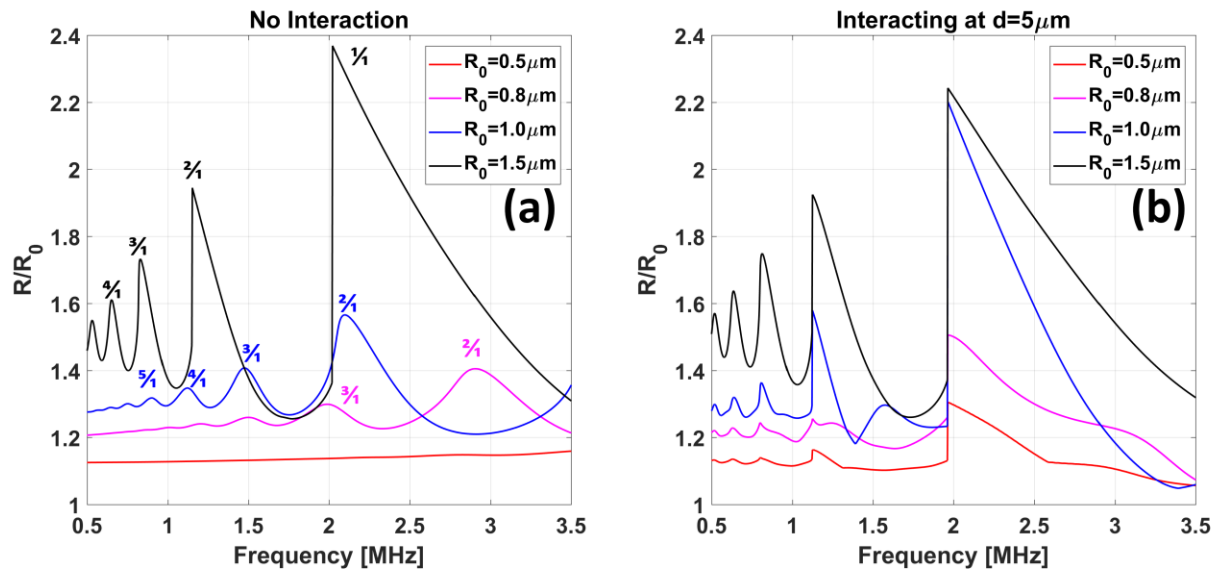 No Interaction
2.4
2.2
2
1.8
1.6
1.4
1.2
1
R/R₀
0.5
1
1.5
2
2.5
3
3.5
Frequency [MHz]
R₀=0.5μm
R₀=0.8μm
R₀=1.0μm
R₀=1.5μm
(a)
⅟₁
²⁄₁
³⁄₁
⁴⁄₁
²⁄₁
³⁄₁
⁴⁄₁
⁵⁄₁
²⁄₁
³⁄₁
Interacting at d=5μm
2.4
2.2
2
1.8
1.6
1.4
1.2
1
R/R₀
0.5
1
1.5
2
2.5
3
3.5
Frequency [MHz]
R₀=0.5μm
R₀=0.8μm
R₀=1.0μm
R₀=1.5μm
(b)